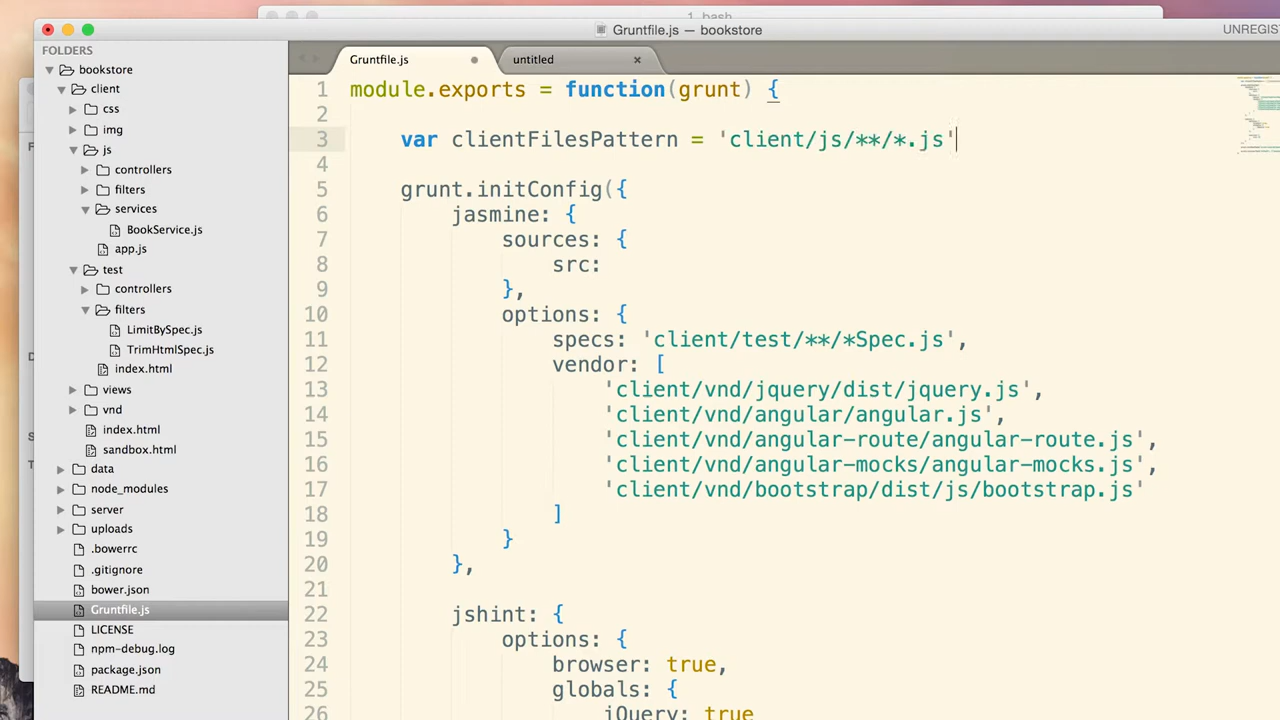 1. bash
Gruntfile.js — bookstore
UNREGIST
FOLDERS
bookstore
client
css
img
js
controllers
filters
services
BookService.js
app.js
test
controllers
filters
LimitBySpec.js
TrimHtmlSpec.js
index.html
views
vnd
index.html
sandbox.html
data
node_modules
server
uploads
.bowerrc
.gitignore
bower.json
Gruntfile.js
LICENSE
npm-debug.log
package.json
README.md
Gruntfile.js
untitled
1 module.exports = function(grunt) {
2
3 var clientFilesPattern = 'client/js/**/*.js'
4
5 grunt.initConfig({
6 jasmine: {
7 sources: {
8 src:
9 },
10 options: {
11 specs: 'client/test/**/*Spec.js',
12 vendor: [
13 'client/vnd/jquery/dist/jquery.js',
14 'client/vnd/angular/angular.js',
15 'client/vnd/angular-route/angular-route.js',
16 'client/vnd/angular-mocks/angular-mocks.js',
17 'client/vnd/bootstrap/dist/js/bootstrap.js'
18 ]
19 }
20 },
21
22 jshint: {
23 options: {
24 browser: true,
25 globals: {
26 jQuery: true